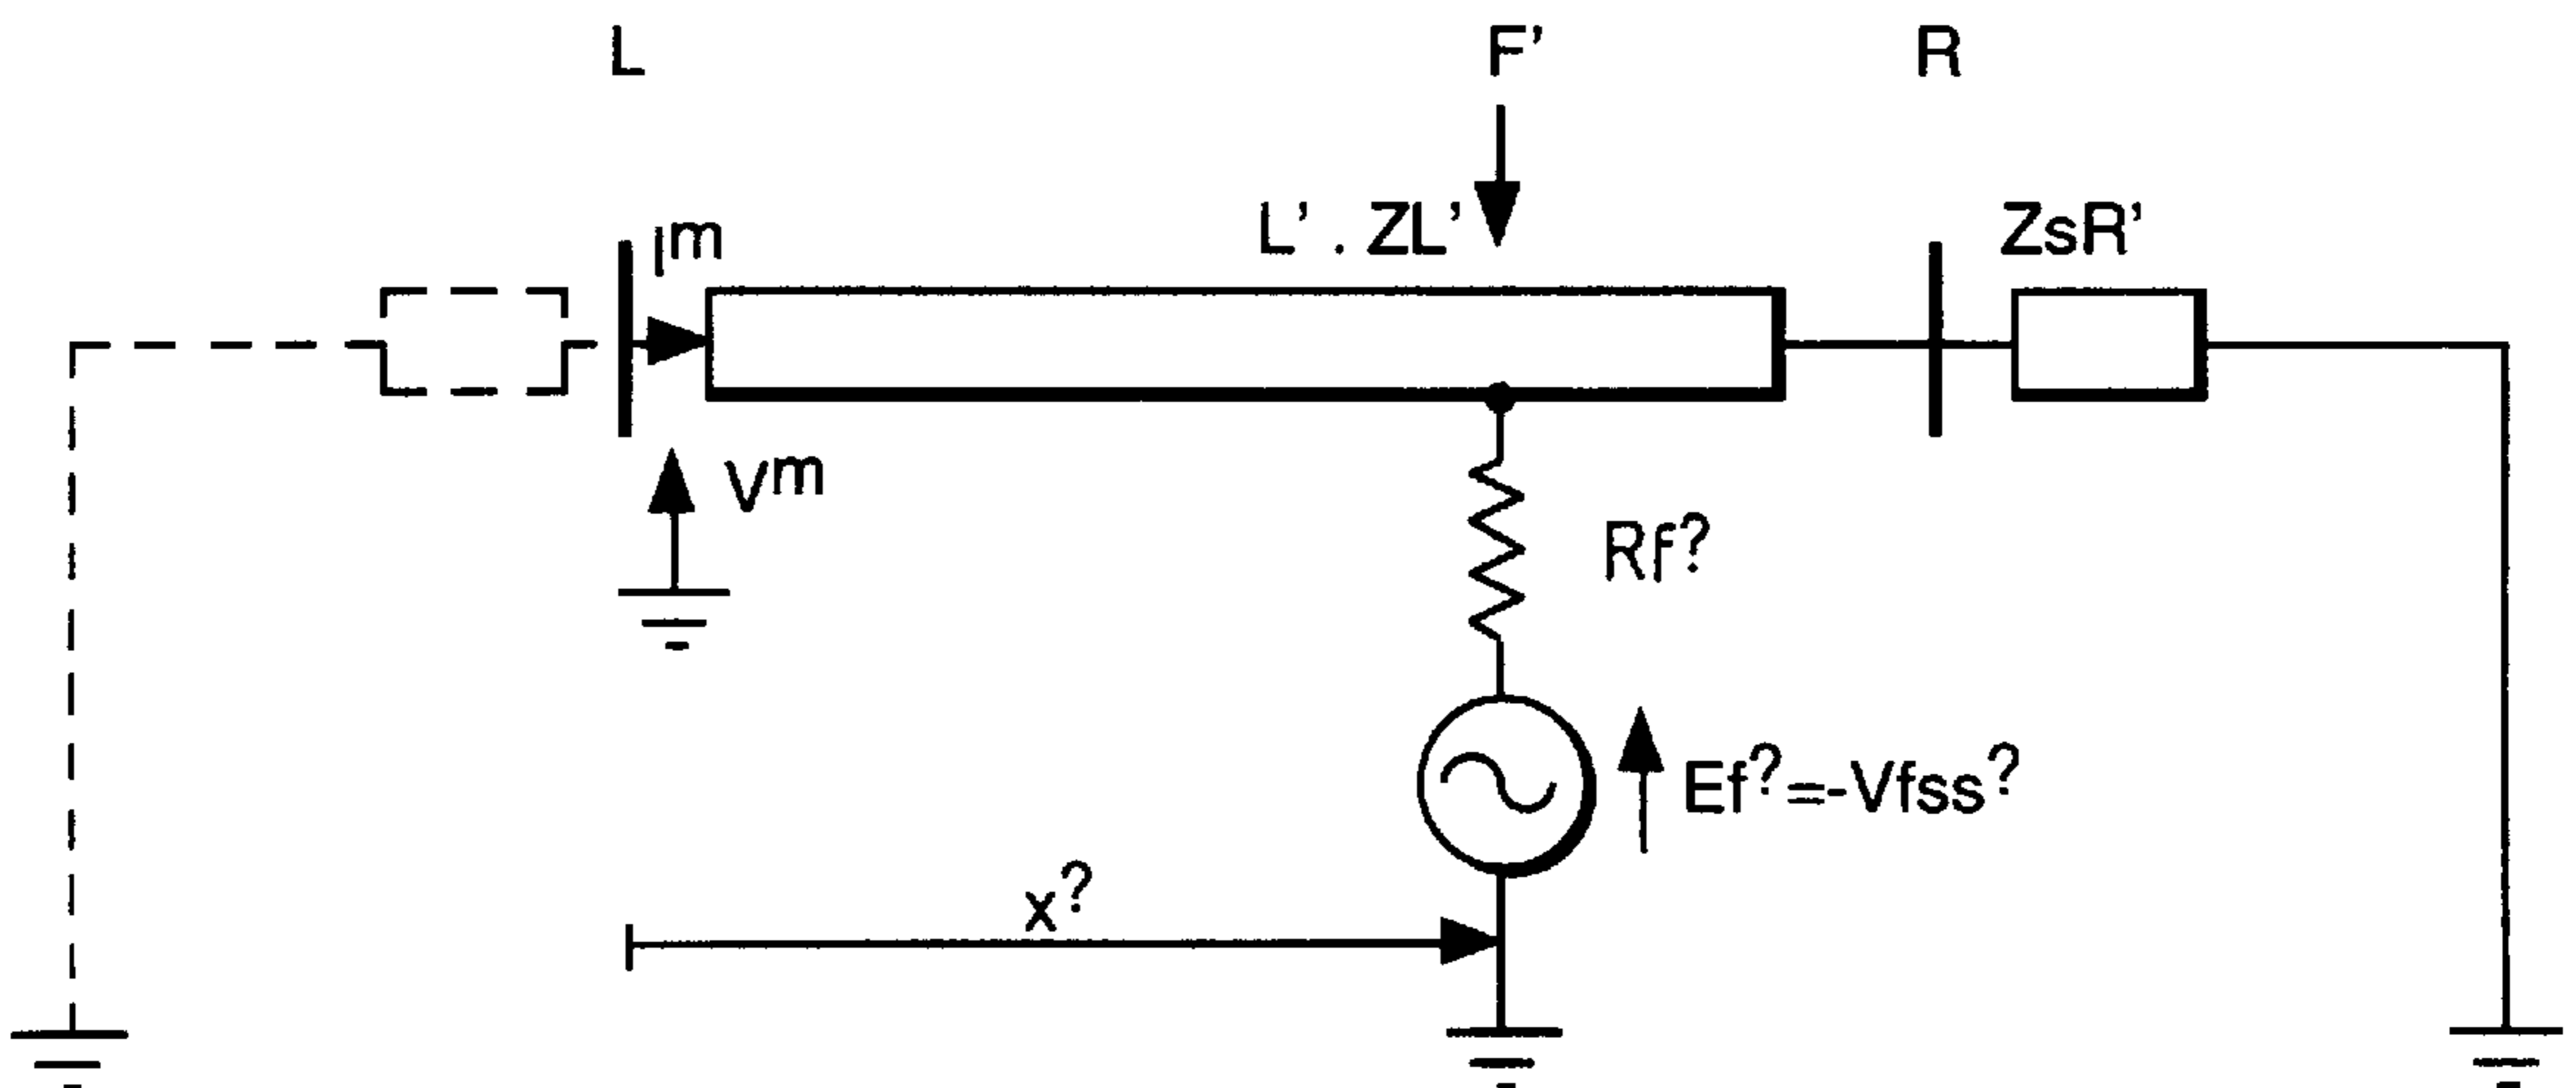 L
F'
R
L' . ZL'
ZsR'
Im
Vm
Rf?
Ef?=-Vfss?
x?